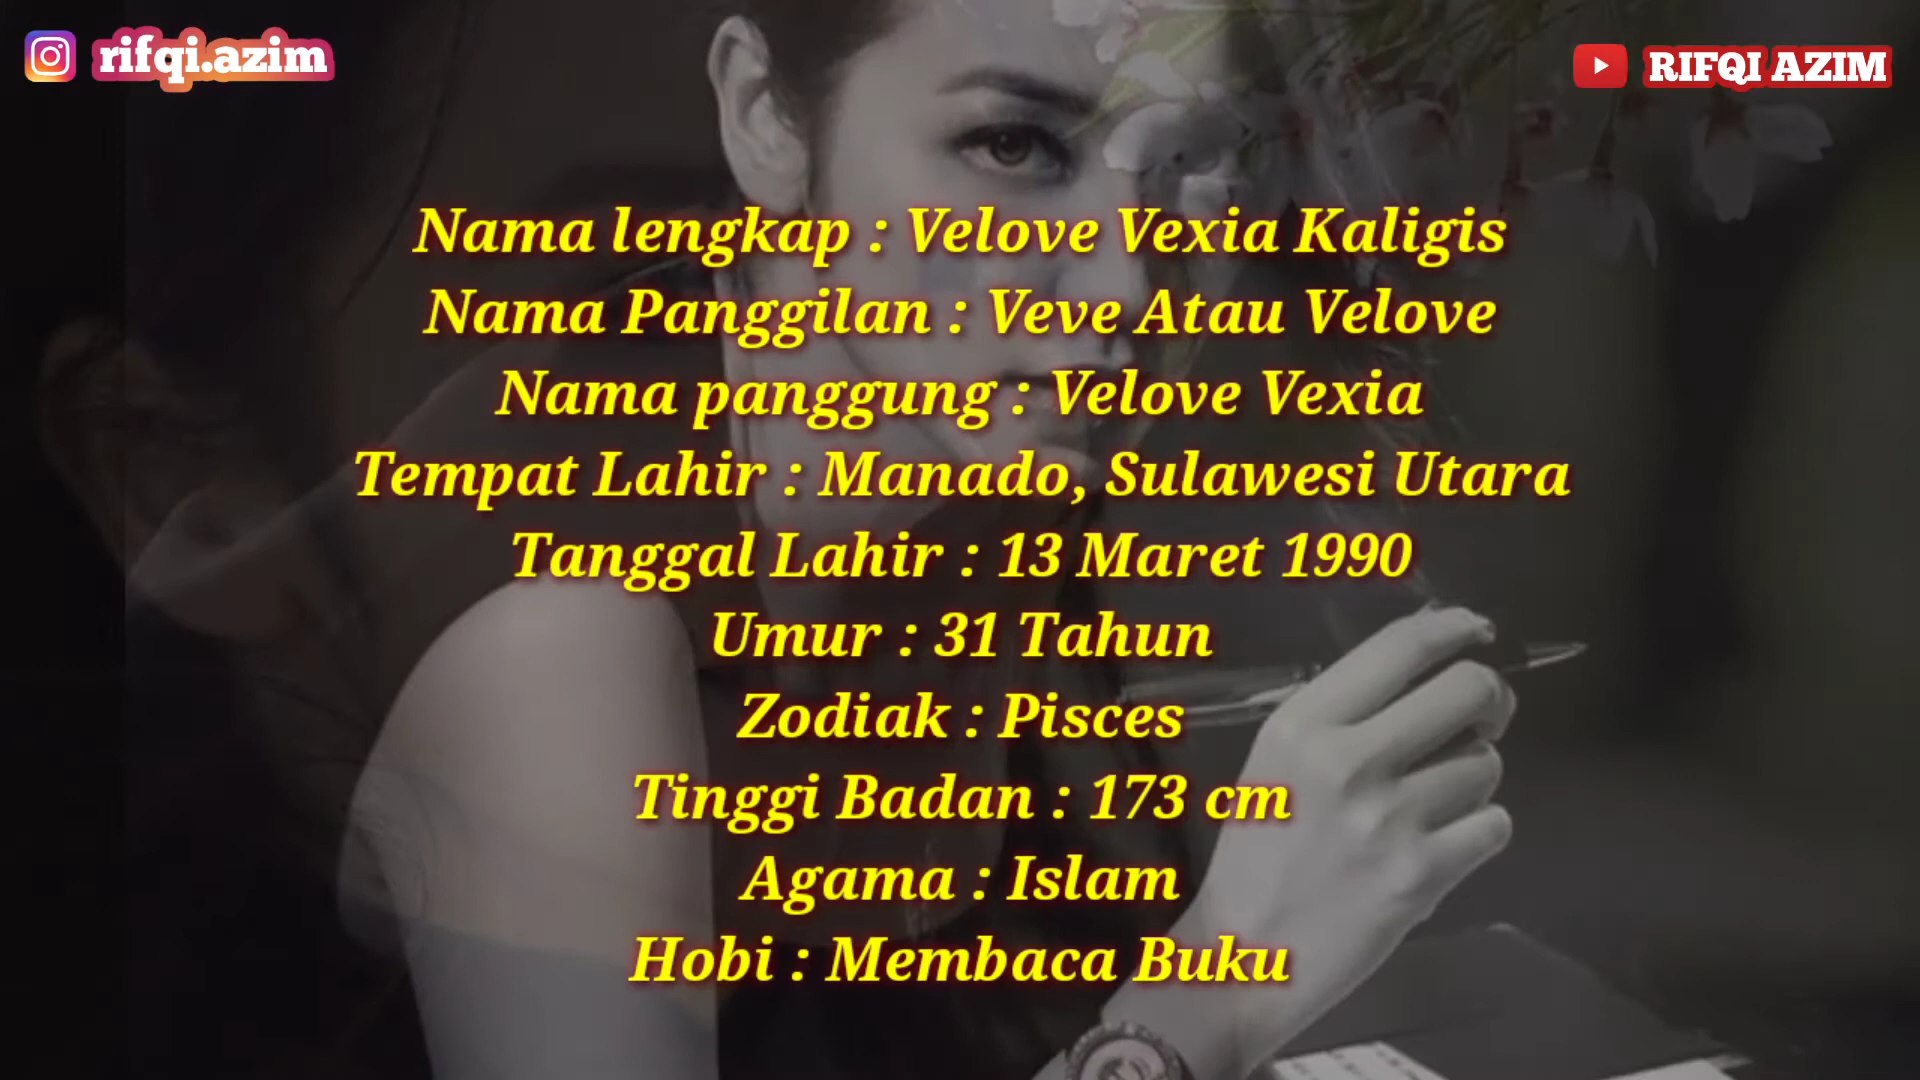 rifqi.azim
RIFQI AZIM
Nama lengkap : Velove Vexia Kaligis
Nama Panggilan : Veve Atau Velove
Nama panggung : Velove Vexia
Tempat Lahir : Manado, Sulawesi Utara
Tanggal Lahir : 13 Maret 1990
Umur : 31 Tahun
Zodiak : Pisces
Tinggi Badan : 173 cm
Agama : Islam
Hobi : Membaca Buku